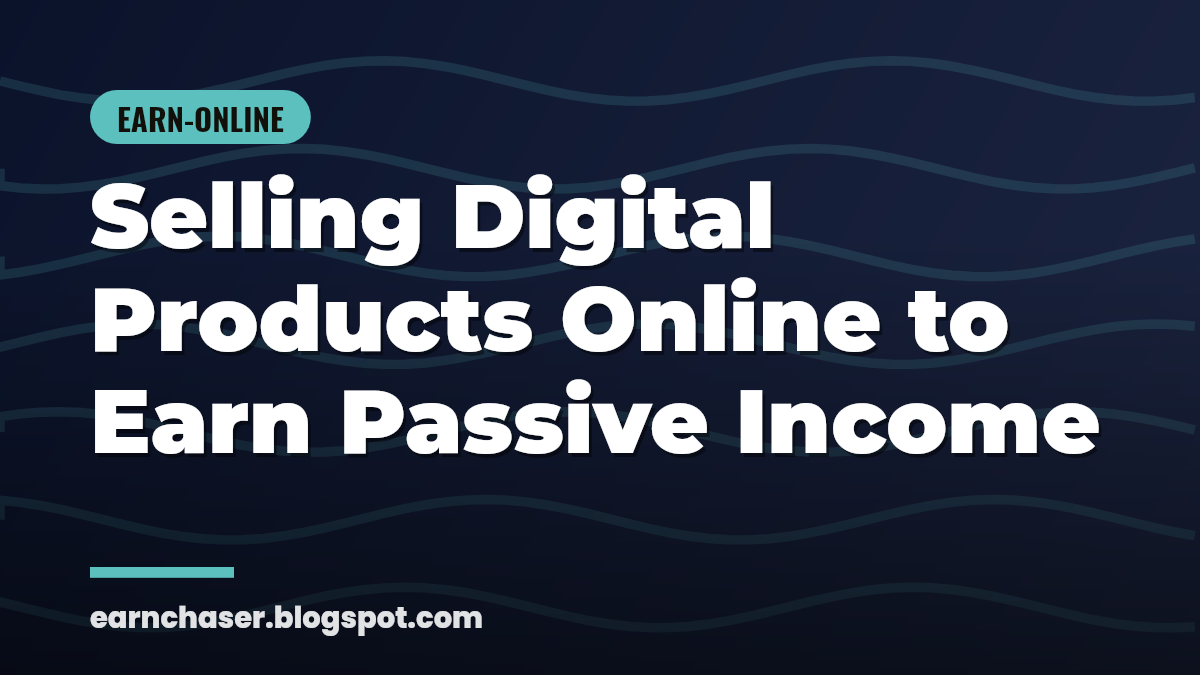 EARN-ONLINE
Selling Digital
Products Online to
Earn Passive Income
earnchaser.blogspot.com